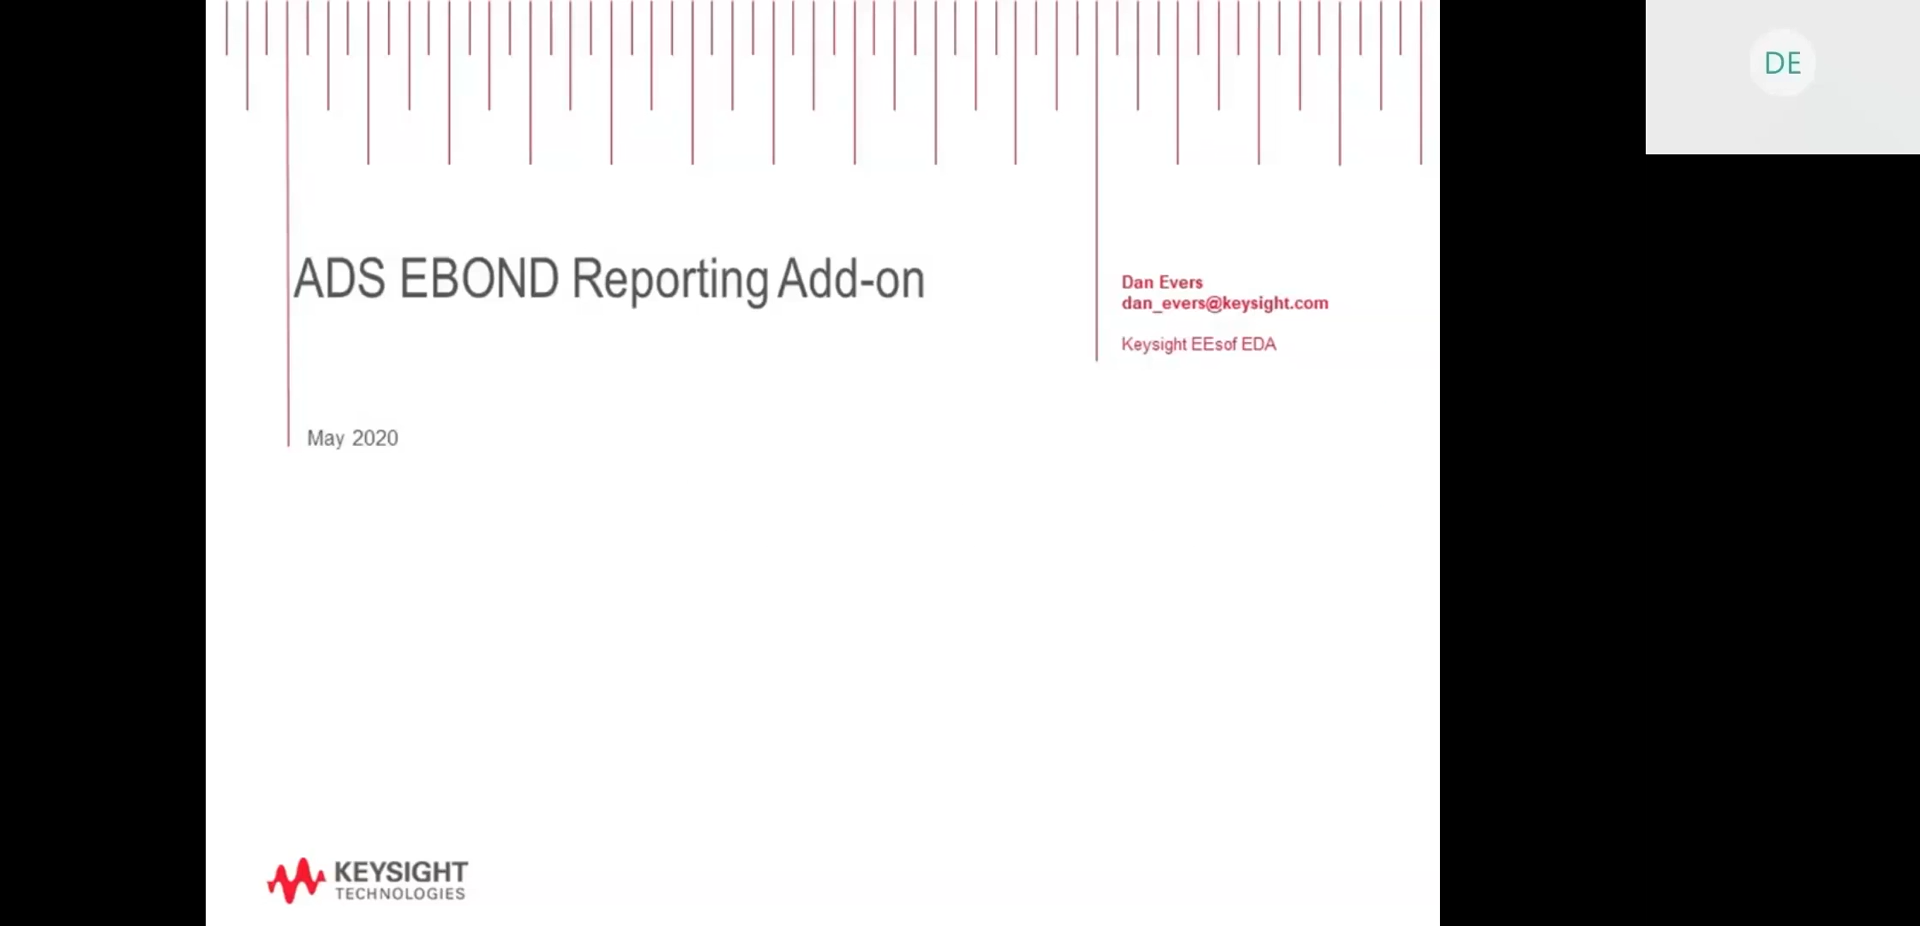 DE
ADS EBOND Reporting Add-on
Dan Evers
dan_evers@keysight.com
Keysight EEsof EDA
May 2020
KEYSIGHT
TECHNOLOGIES